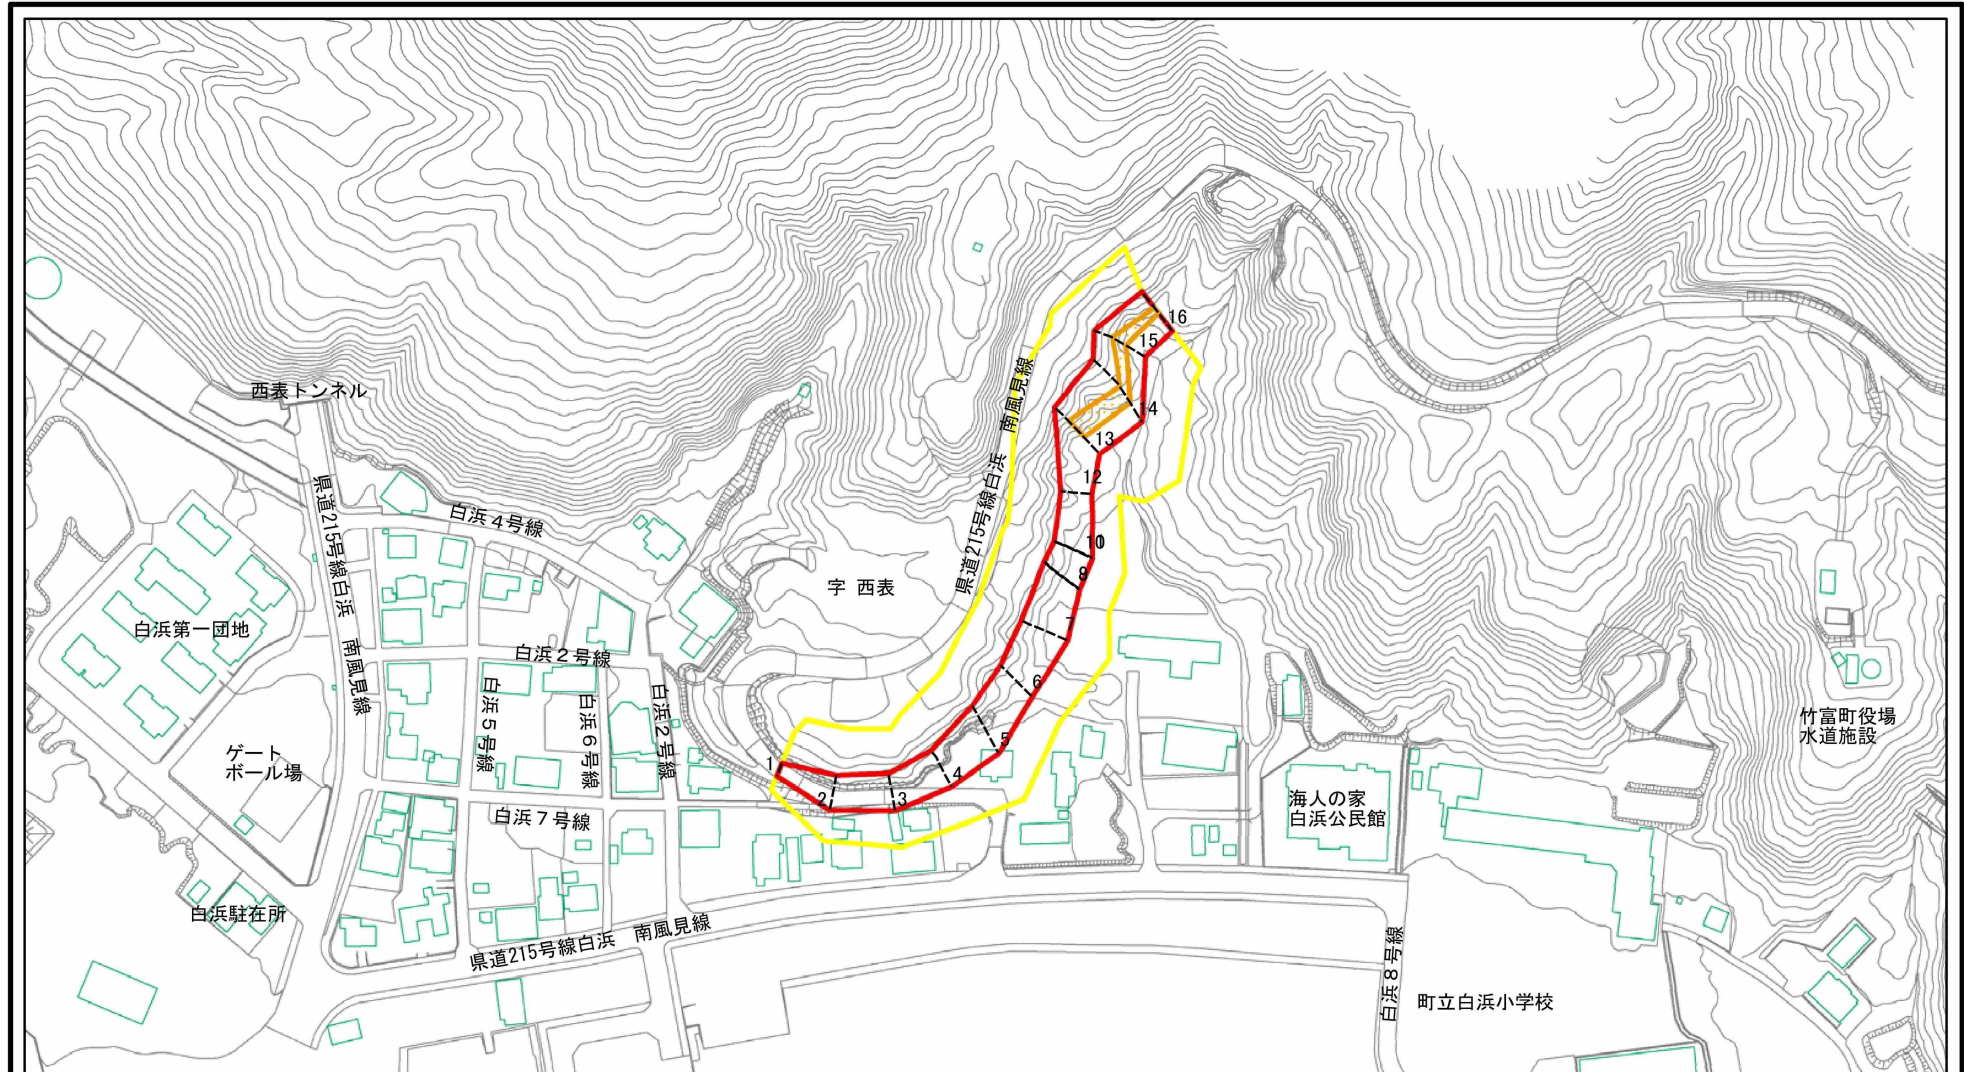 16
15
14
13
12
10
8
7
6
5
4
3
2
1
西表トンネル
県道215号線白浜　南風見線
県道215号線白浜　南風見線
白浜４号線
字 西表
白浜第一団地
白浜２号線
白浜５号線
白浜６号線
白浜２号線
ゲート
ボール場
白浜７号線
白浜駐在所
県道215号線白浜　南風見線
海人の家
白浜公民館
竹富町役場
水道施設
白浜８号線
町立白浜小学校